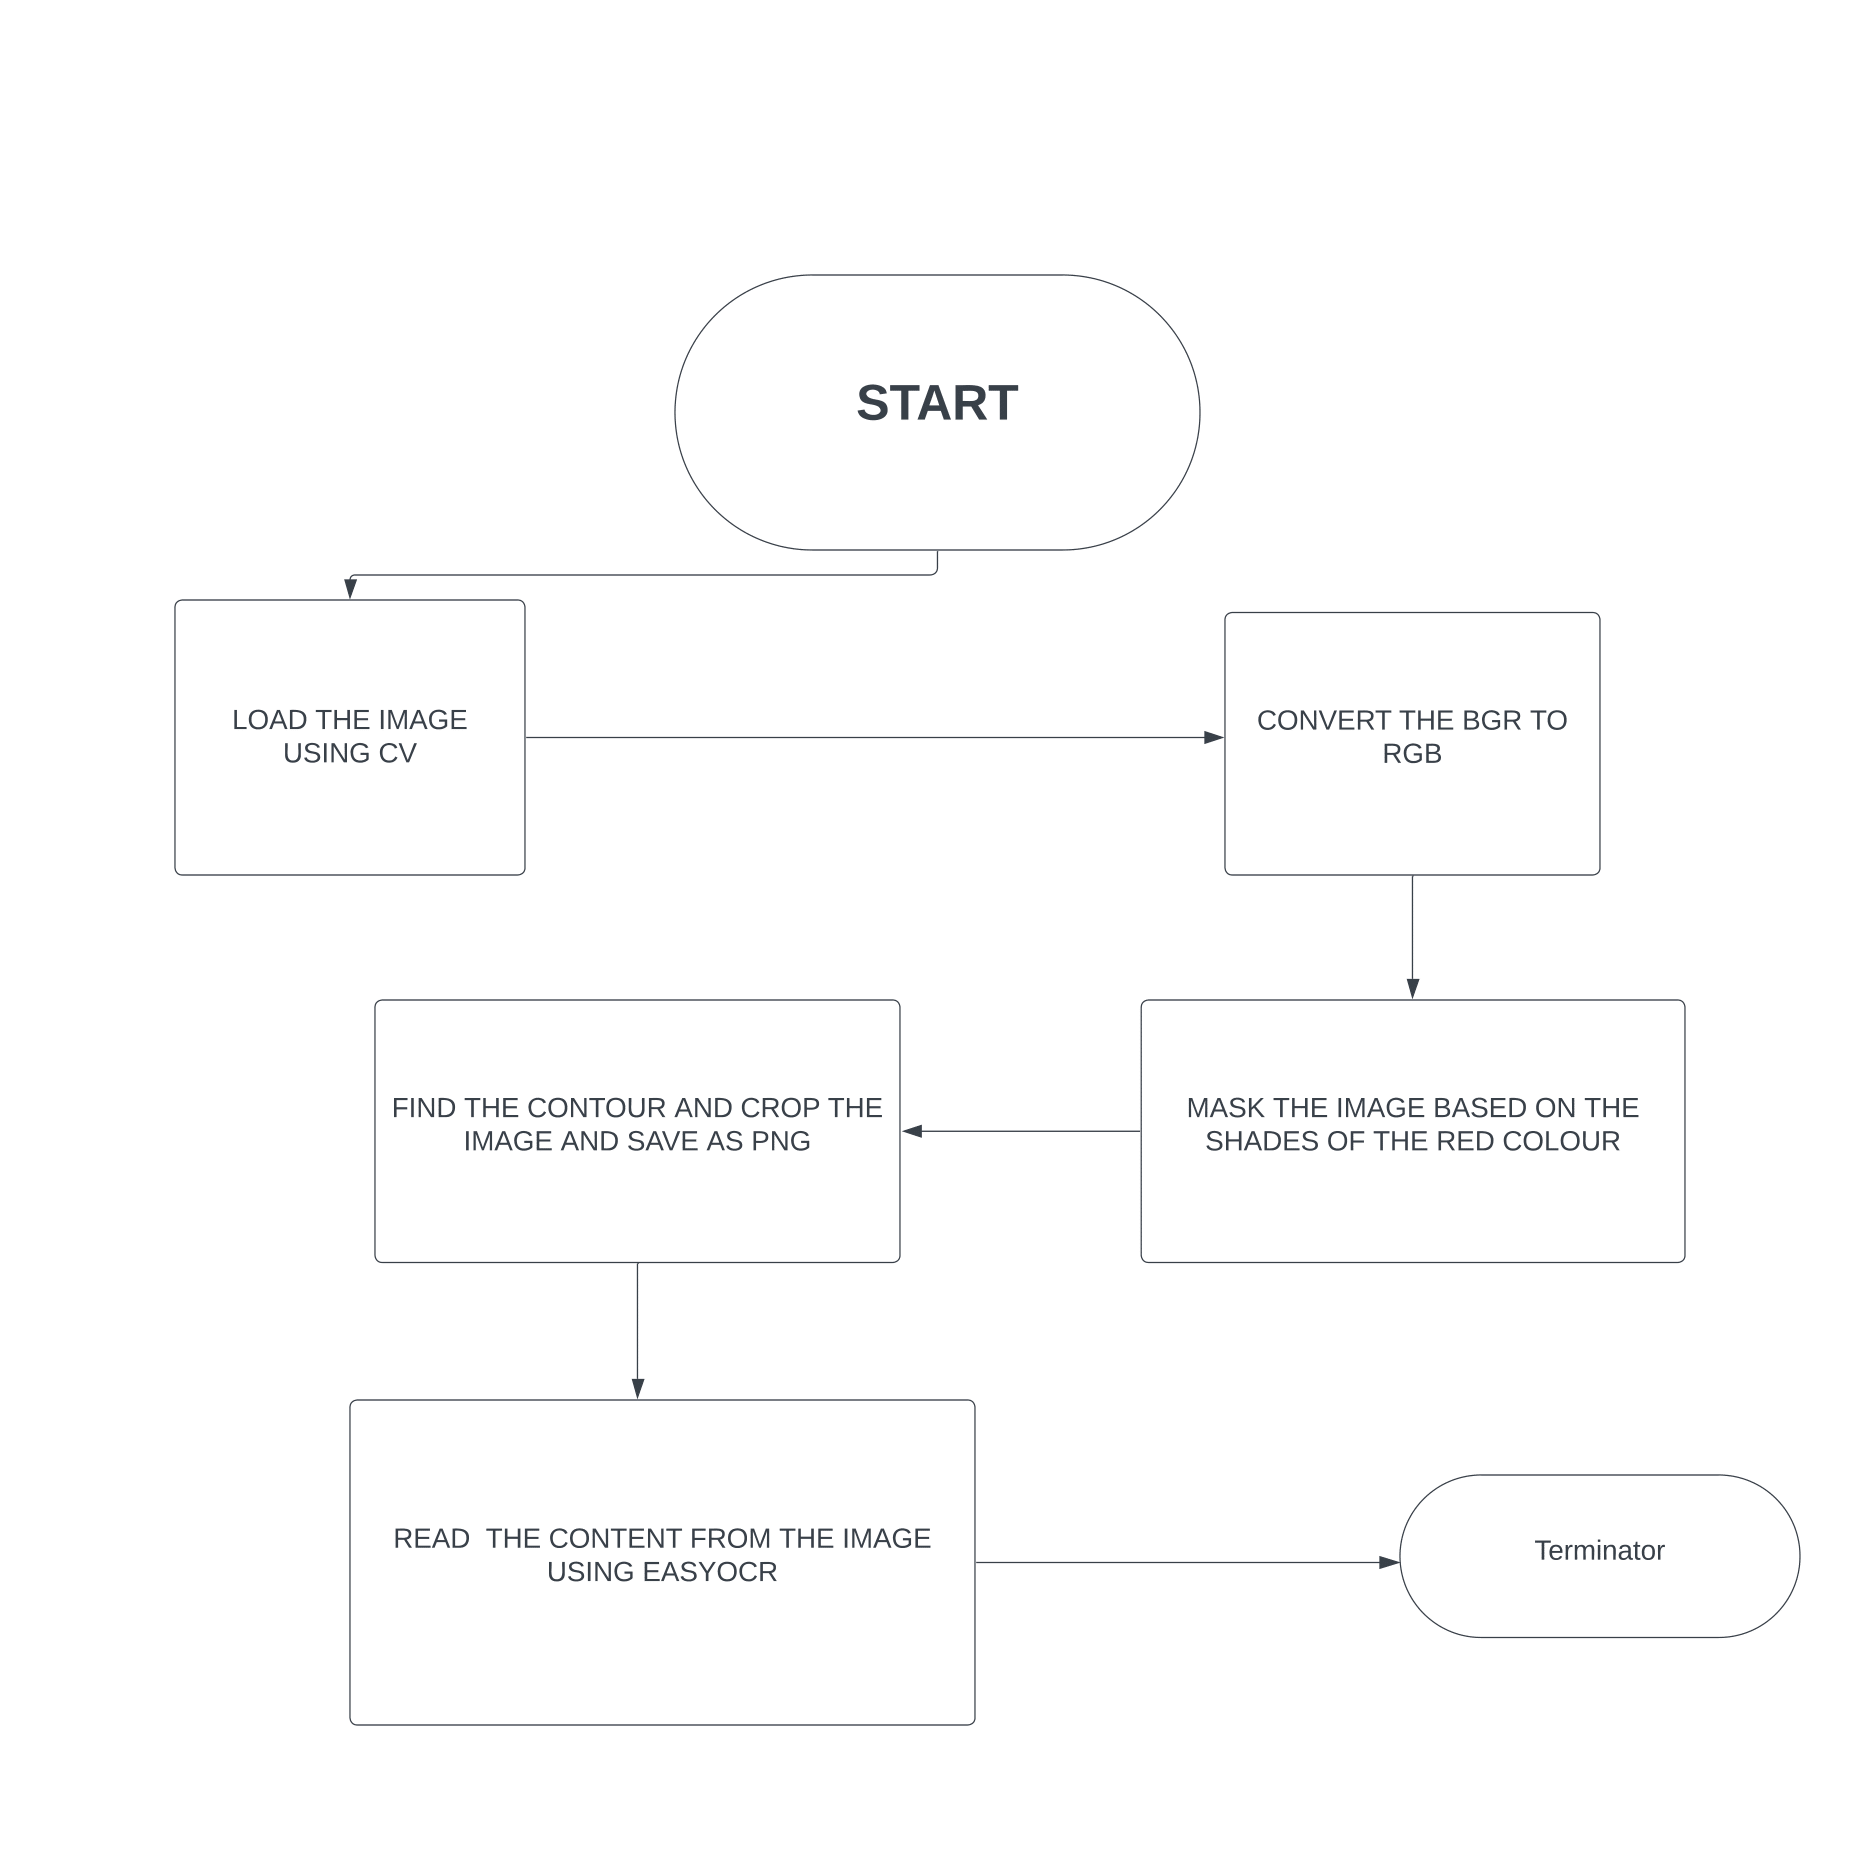 START
LOAD THE IMAGE
USING CV
CONVERT THE BGR TO
RGB
MASK THE IMAGE BASED ON THE
SHADES OF THE RED COLOUR
FIND THE CONTOUR AND CROP THE
IMAGE AND SAVE AS PNG
READ  THE CONTENT FROM THE IMAGE
USING EASYOCR
Terminator